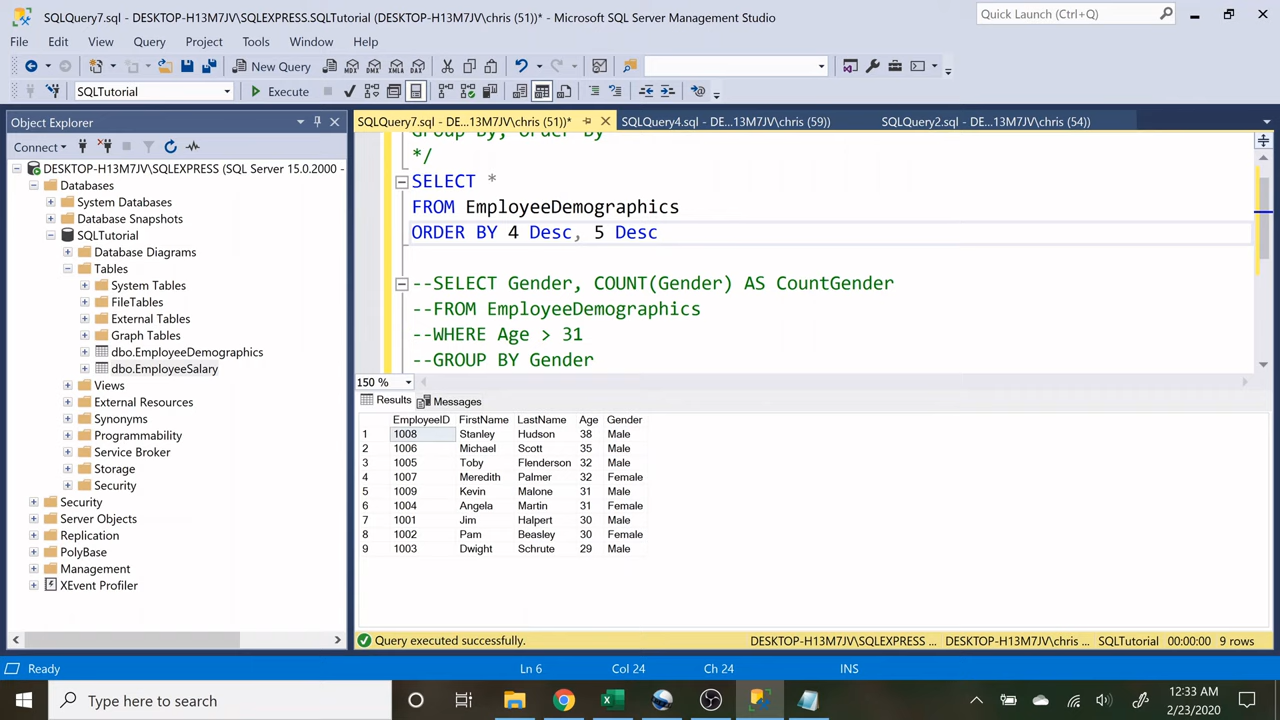 SQLQuery7.sql - DESKTOP-H13M7JV\SQLEXPRESS.SQLTutorial (DESKTOP-H13M7JV\chris (51))* - Microsoft SQL Server Management Studio
Quick Launch (Ctrl+Q)
File Edit View Query Project Tools Window Help
New Query MDX DMX XMLA DAX
SQLTutorial Execute
Object Explorer
SQLQuery7.sql - DE...13M7JV\chris (51))* SQLQuery4.sql - DE...13M7JV\chris (59)) SQLQuery2.sql - DE...13M7JV\chris (54))
Connect
DESKTOP-H13M7JV\SQLEXPRESS (SQL Server 15.0.2000 -
Databases
System Databases
Database Snapshots
SQLTutorial
Database Diagrams
Tables
System Tables
FileTables
External Tables
Graph Tables
dbo.EmployeeDemographics
dbo.EmployeeSalary
Views
External Resources
Synonyms
Programmability
Service Broker
Storage
Security
Security
Server Objects
Replication
PolyBase
Management
XEvent Profiler
Group By, Order By
*/
SELECT *
FROM EmployeeDemographics
ORDER BY 4 Desc, 5 Desc
--SELECT Gender, COUNT(Gender) AS CountGender
--FROM EmployeeDemographics
--WHERE Age > 31
--GROUP BY Gender
150 %
Results Messages
EmployeeID FirstName LastName Age Gender
1 1008 Stanley Hudson 38 Male
2 1006 Michael Scott 35 Male
3 1005 Toby Flenderson 32 Male
4 1007 Meredith Palmer 32 Female
5 1009 Kevin Malone 31 Male
6 1004 Angela Martin 31 Female
7 1001 Jim Halpert 30 Male
8 1002 Pam Beasley 30 Female
9 1003 Dwight Schrute 29 Male
Query executed successfully. DESKTOP-H13M7JV\SQLEXPRESS ... DESKTOP-H13M7JV\chris ... SQLTutorial 00:00:00 9 rows
Ready Ln 6 Col 24 Ch 24 INS
Type here to search
12:33 AM
2/23/2020